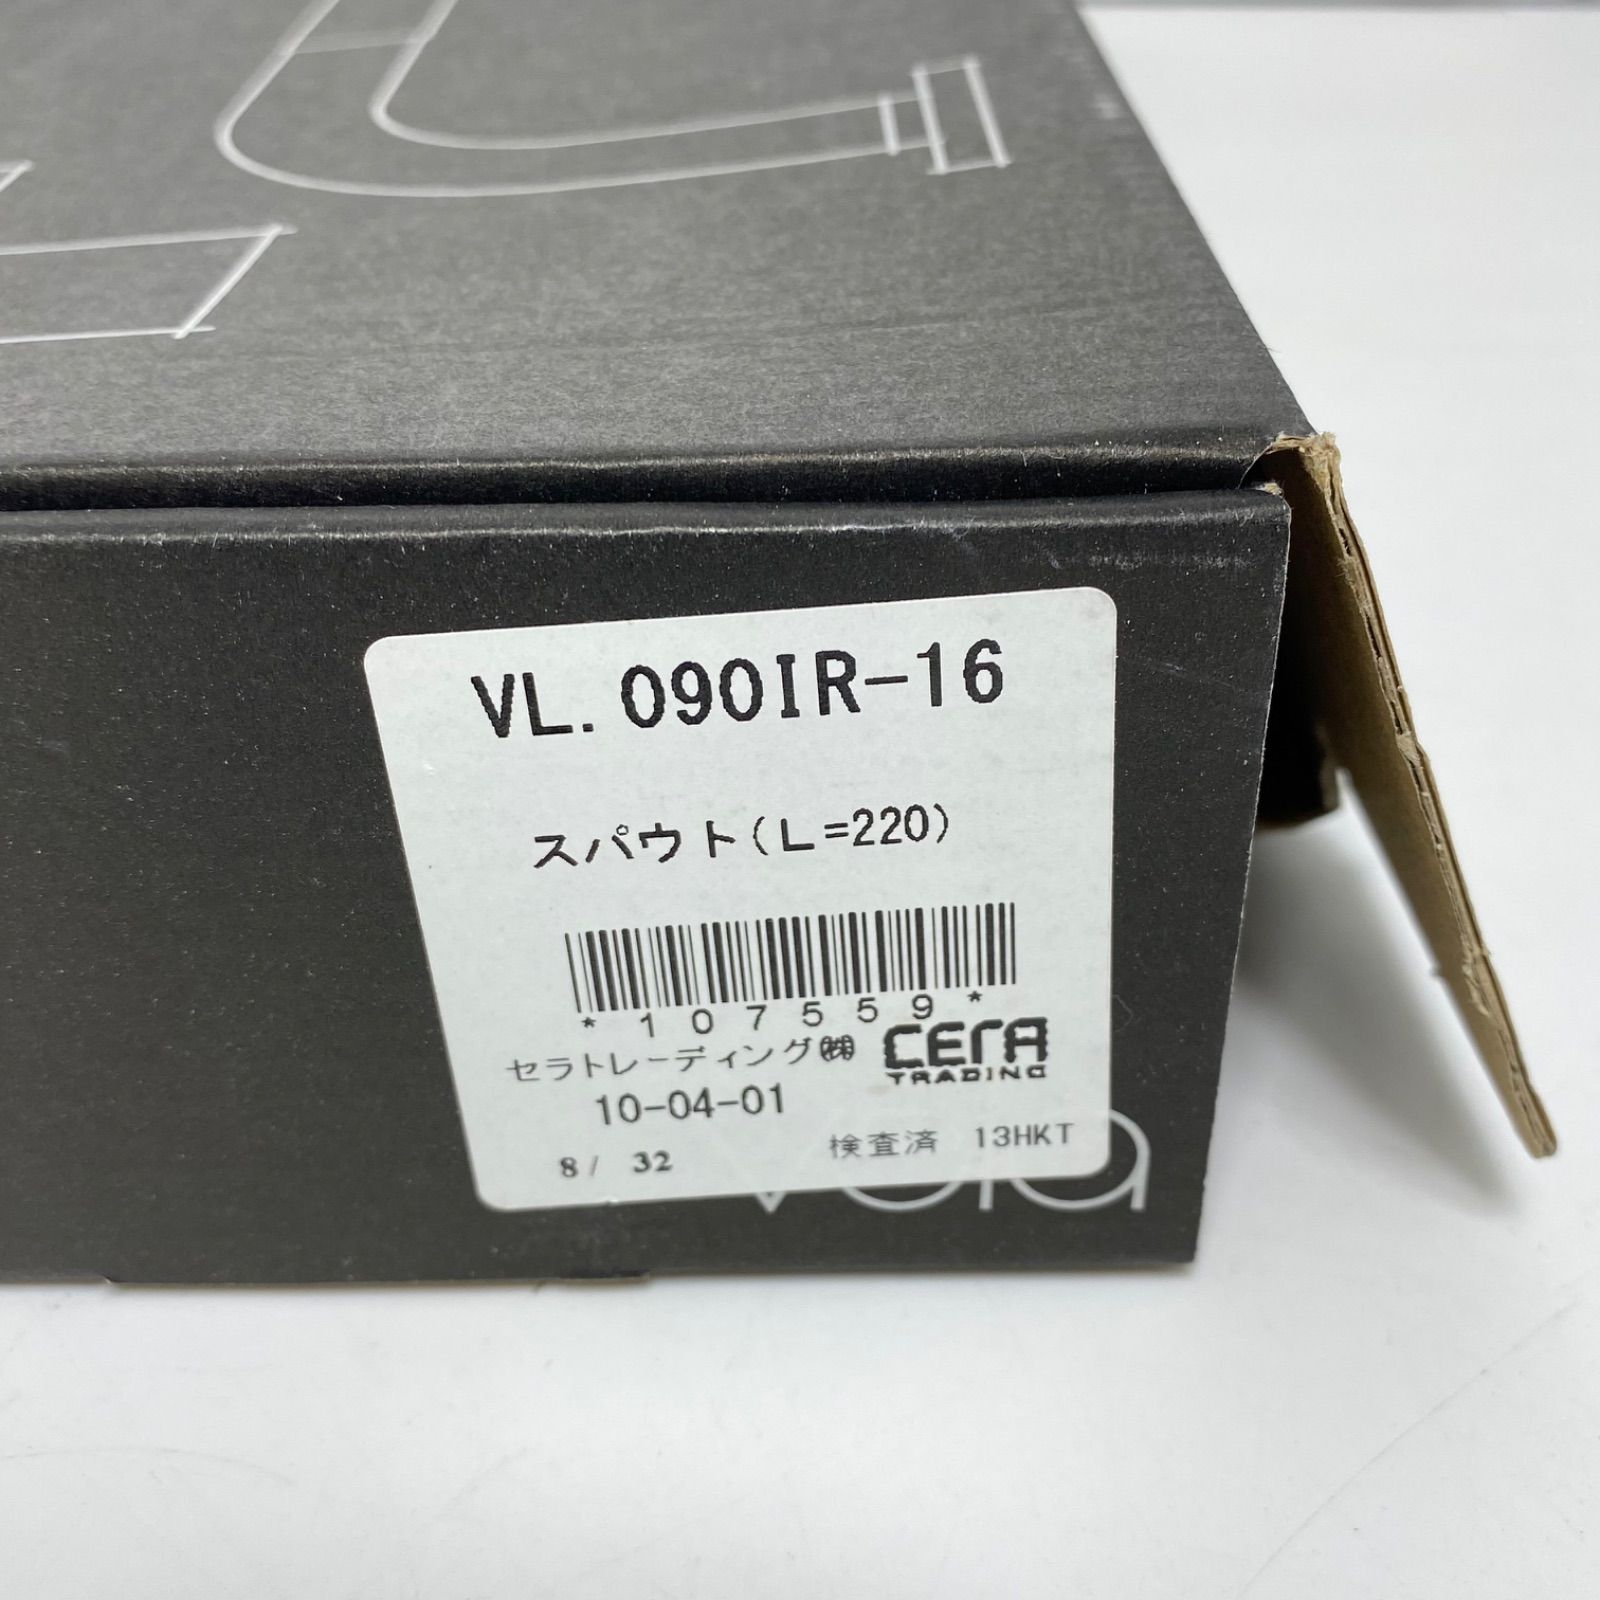 VL. 090IR-16
スパウト(L=220)
*107559*
セラトレーディング㈱ CERA
TRADING
10-04-01
8/ 32 検査済 13HKT
vola